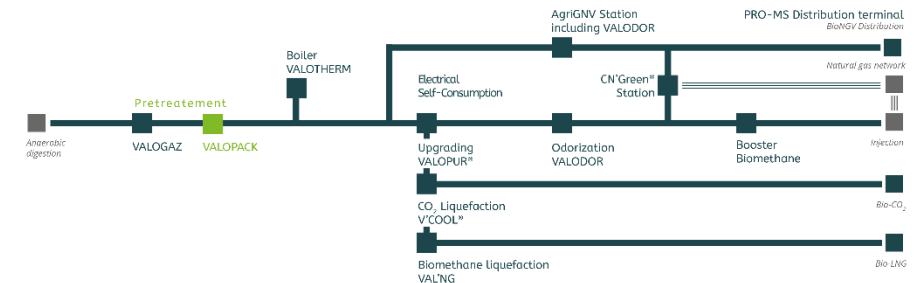 AgriGNV Station
including VALODOR
PRO-MS Distribution terminal
BioNGV Distribution
Boiler
VALOTHERM
Natural gas network
Electrical
Self-Consumption
CN'Green®
Station
Pretreatement
Anaerobic
digestion
VALOGAZ
VALOPACK
Upgrading
VALOPUR®
Odorization
VALODOR
Booster
Biomethane
Injection
CO₂ Liquefaction
V'COOL®
Bio-CO₂
Biomethane liquefaction
VAL'NG
Bio-LNG